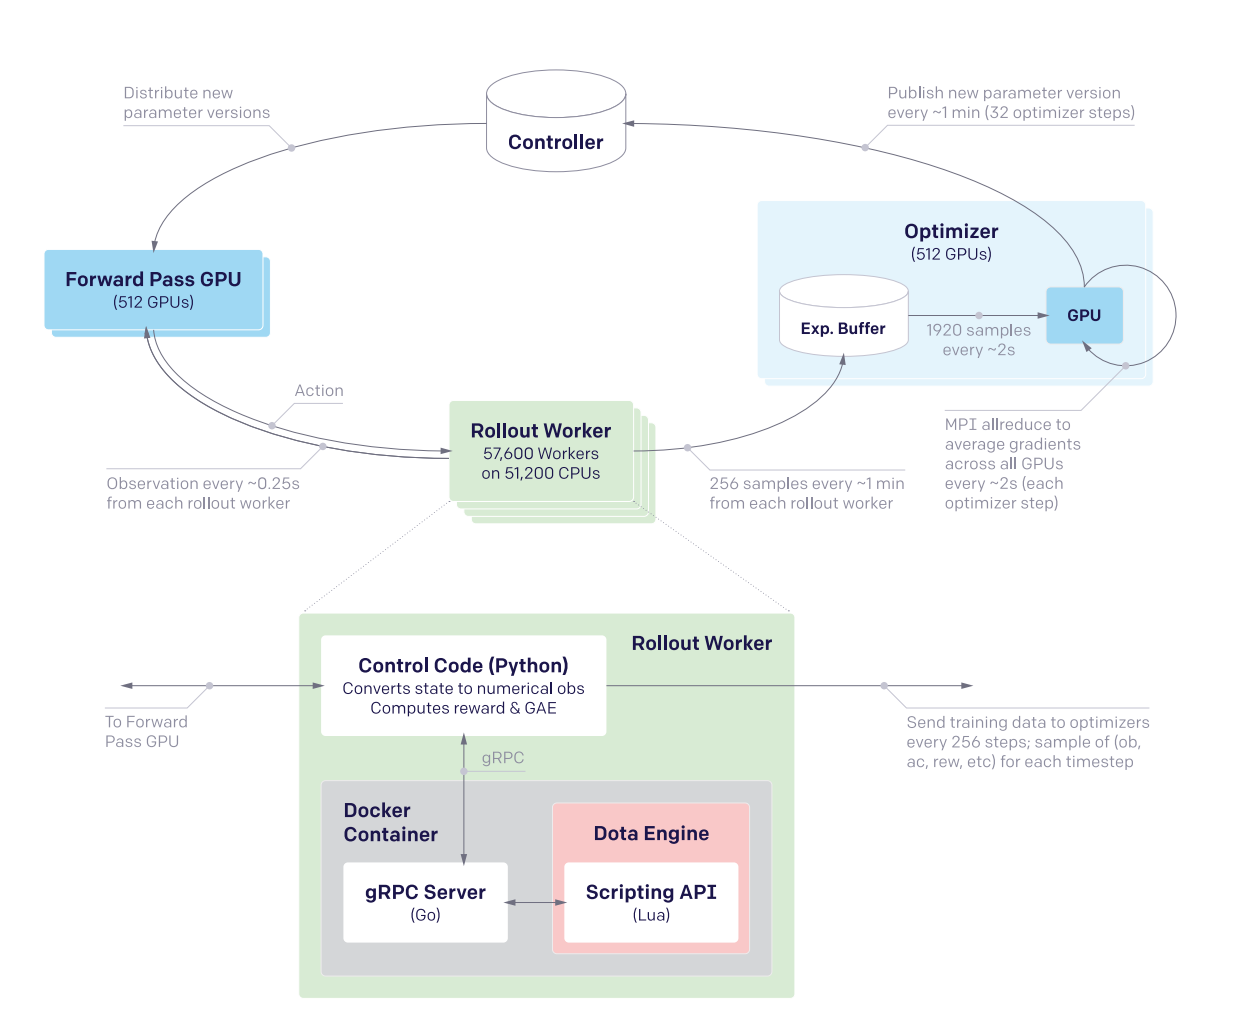 Distribute new
parameter versions
Controller
Publish new parameter version
every ~1 min (32 optimizer steps)
Forward Pass GPU
(512 GPUs)
Optimizer
(512 GPUs)
Exp. Buffer
1920 samples
every ~2s
GPU
Action
Observation every ~0.25s
from each rollout worker
Rollout Worker
57,600 Workers
on 51,200 CPUs
256 samples every ~1 min
from each rollout worker
MPI allreduce to
average gradients
across all GPUs
every ~2s (each
optimizer step)
Rollout Worker
Control Code (Python)
Converts state to numerical obs
Computes reward & GAE
To Forward
Pass GPU
Send training data to optimizers
every 256 steps; sample of (ob,
ac, rew, etc) for each timestep
gRPC
Docker
Container
Dota Engine
gRPC Server
(Go)
Scripting API
(Lua)